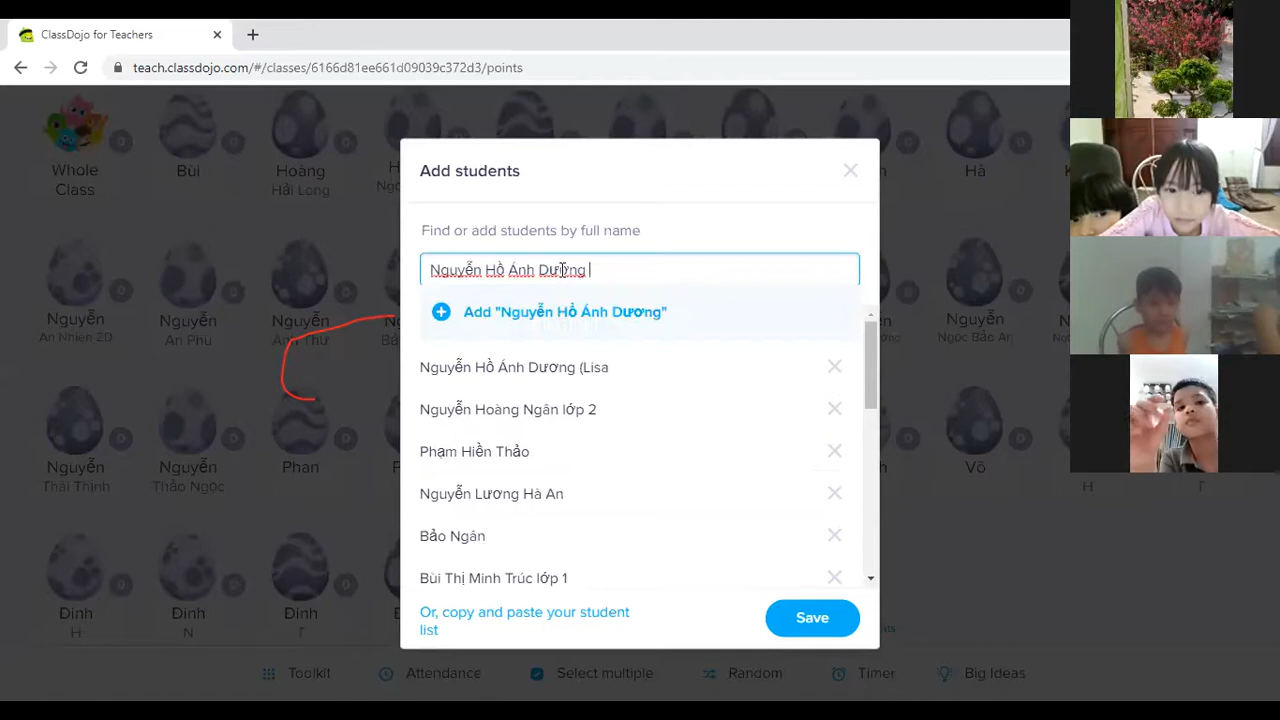 ClassDojo for Teachers
teach.classdojo.com/#/classes/6166d81ee661d09039c372d3/points
Whole Class
Bùi
Hoàng
Hải Long
Hà
Add students
Find or add students by full name
Nguyễn Hồ Ánh Dương
Add "Nguyễn Hồ Ánh Dương"
Nguyễn Hồ Ánh Dương (Lisa
Nguyễn Hoàng Ngân lớp 2
Phạm Hiền Thảo
Nguyễn Lương Hà An
Bảo Ngân
Bùi Thị Minh Trúc lớp 1
Or, copy and paste your student
list
Save
Nguyễn
An Nhiên 2D
Nguyễn
An Phú
Nguyễn
Anh Thư
Nguyễn
Ngọc Bảo An
Nguyễn
Thái Thịnh
Nguyễn
Thảo Ngọc
Phan
Võ
H
T
Đinh
H
Đinh
N
Đinh
T
Toolkit
Attendance
Select multiple
Random
Timer
Big Ideas